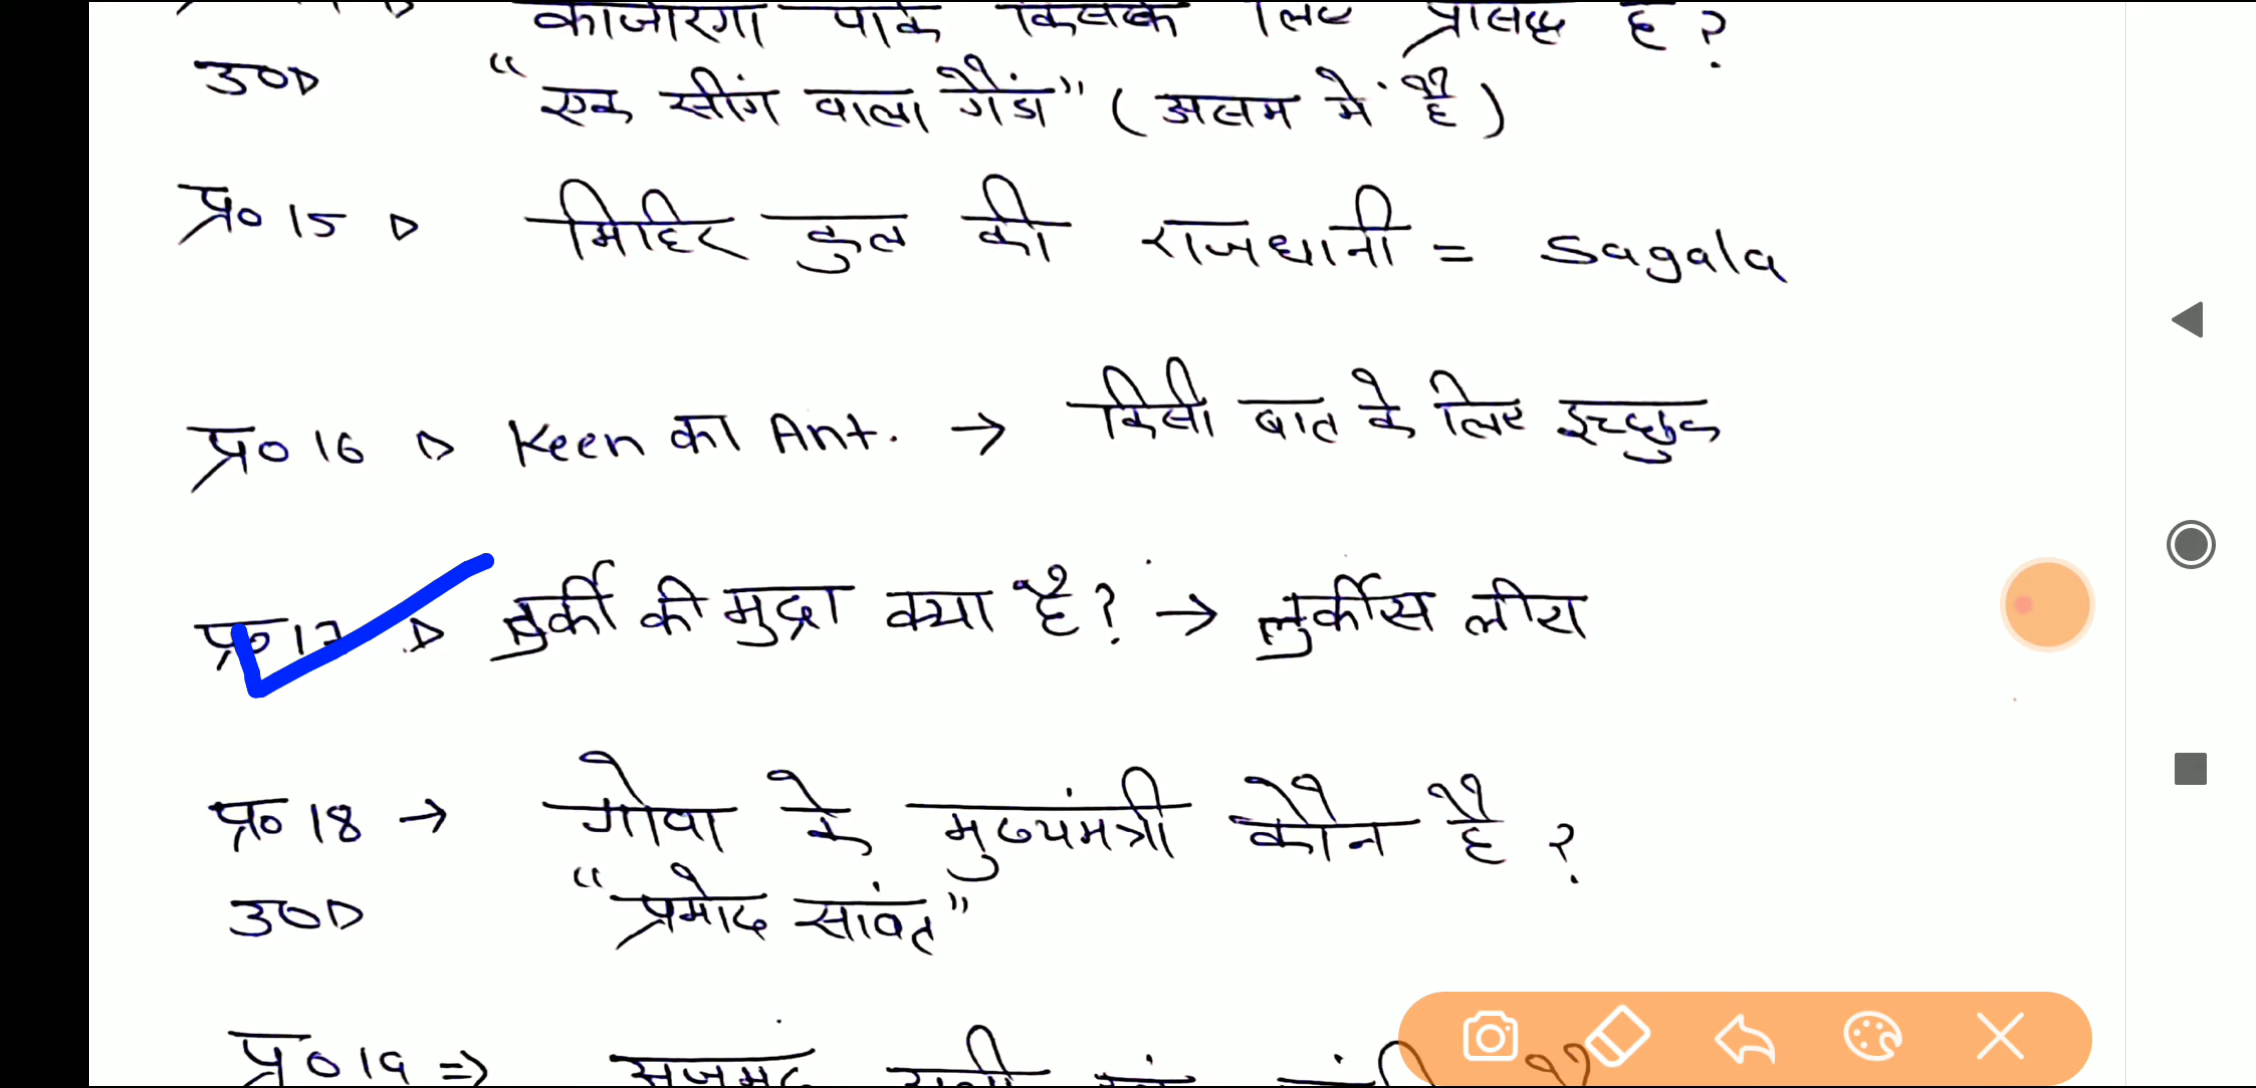 काजीरंगा पार्क किसके लिए प्रसिद्ध है ?
उ०▷ “एक सींग वाला गैंडा” ( असम में है )
प्र० 15 ▷ मिहिर कुल की राजधानी = Sagala
प्र० 16 ▷ Keen का Ant. → किसी बात के लिए इच्छुक
प्र० 17 ▷ तुर्की की मुद्रा क्या है ? → तुर्कीस लीरा
प्र० 18 → गोवा के मुख्यमंत्री कौन है ?
उ०▷ “प्रमोद सावंत”
प्र० 19 ⇒